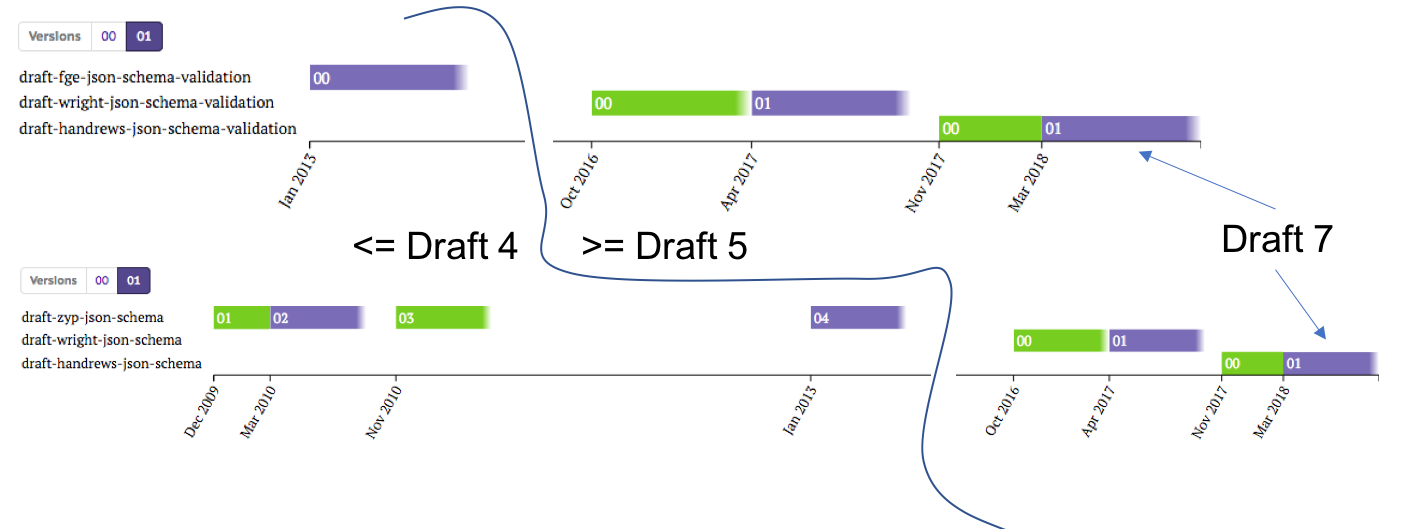 Versions 00 01
draft-fge-json-schema-validation 00
draft-wright-json-schema-validation 00 01
draft-handrews-json-schema-validation 00 01
Jan 2013 Oct 2016 Apr 2017 Nov 2017 Mar 2018
<= Draft 4 >= Draft 5 Draft 7
Versions 00 01
draft-zyp-json-schema 01 02 03 04
draft-wright-json-schema 00 01
draft-handrews-json-schema 00 01
Dec 2009 Mar 2010 Nov 2010 Jan 2013 Oct 2016 Apr 2017 Nov 2017 Mar 2018